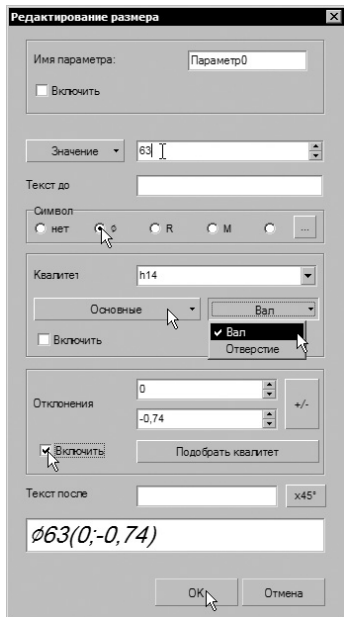 Редактирование размера
Имя параметра: Параметр0
Включить
Значение 63
Текст до
Символ
нет ϕ R M ...
Квалитет h14
Основные Вал
Включить
Вал
Отверстие
0
Отклонения +/-
-0,74
Включить Подобрать квалитет
Текст после x45°
ϕ63(0;-0,74)
OK Отмена